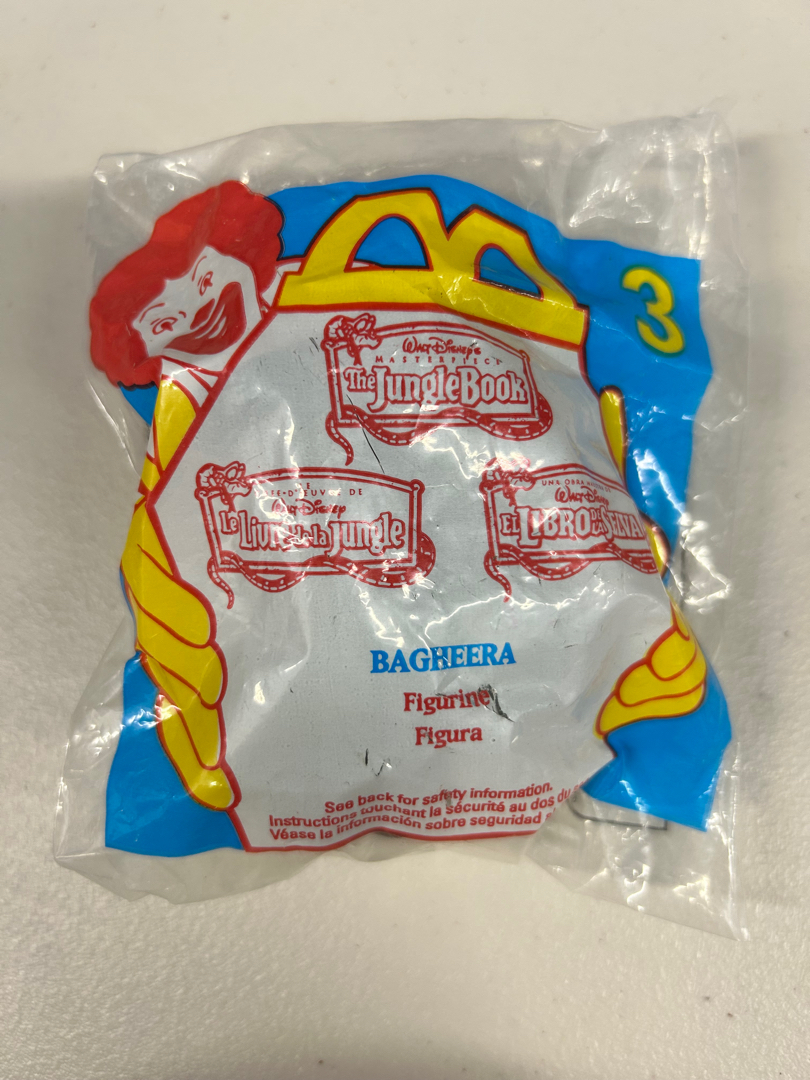 3
Walt Disney's
MASTERPIECE
The Jungle Book
DE
Walt Disney
Le Livre de la Jungle
UNA OBRA
Walt Disney
EL LIBRO DE LA SELVA
BAGHEERA
Figurine
Figura
See back for safety information.
Instructions touchant la sécurité au dos du
Véase la información sobre seguridad